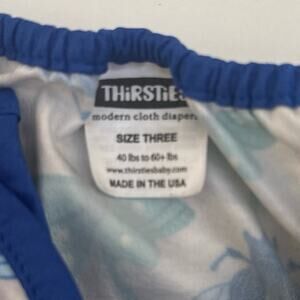 THIRSTIES
modern cloth diapers
SIZE THREE
40 lbs to 60+ lbs
www.thirstiesbaby.com
MADE IN THE USA